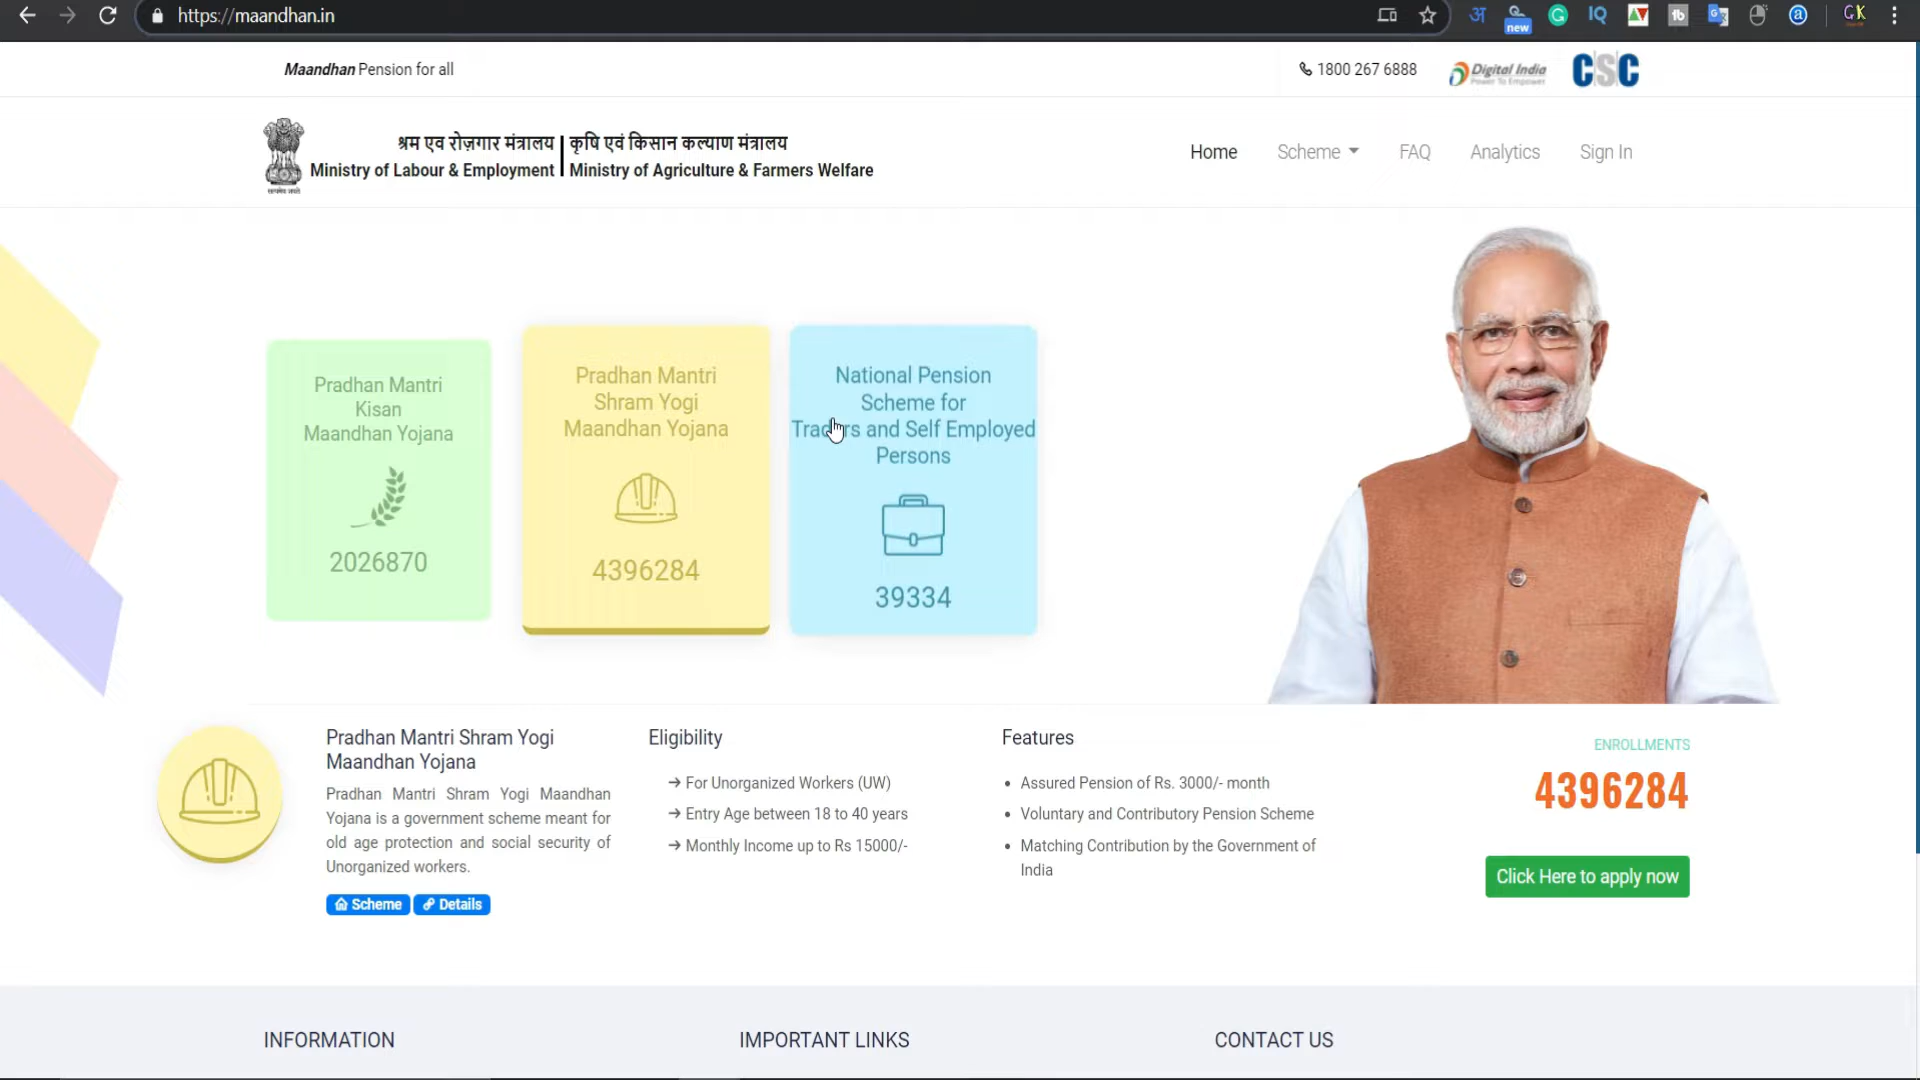 https://maandhan.in
new
GK
Maandhan Pension for all
1800 267 6888
Digital India
Power To Empower
CSC
श्रम एव रोज़गार मंत्रालय
Ministry of Labour & Employment
कृषि एवं किसान कल्याण मंत्रालय
Ministry of Agriculture & Farmers Welfare
Home
Scheme
FAQ
Analytics
Sign In
Pradhan Mantri
Kisan
Maandhan Yojana
2026870
Pradhan Mantri
Shram Yogi
Maandhan Yojana
4396284
National Pension
Scheme for
Traders and Self Employed
Persons
39334
Pradhan Mantri Shram Yogi
Maandhan Yojana
Pradhan Mantri Shram Yogi Maandhan
Yojana is a government scheme meant for
old age protection and social security of
Unorganized workers.
Scheme
Details
Eligibility
→ For Unorganized Workers (UW)
→ Entry Age between 18 to 40 years
→ Monthly Income up to Rs 15000/-
Features
• Assured Pension of Rs. 3000/- month
• Voluntary and Contributory Pension Scheme
• Matching Contribution by the Government of
India
ENROLLMENTS
4396284
Click Here to apply now
INFORMATION
IMPORTANT LINKS
CONTACT US